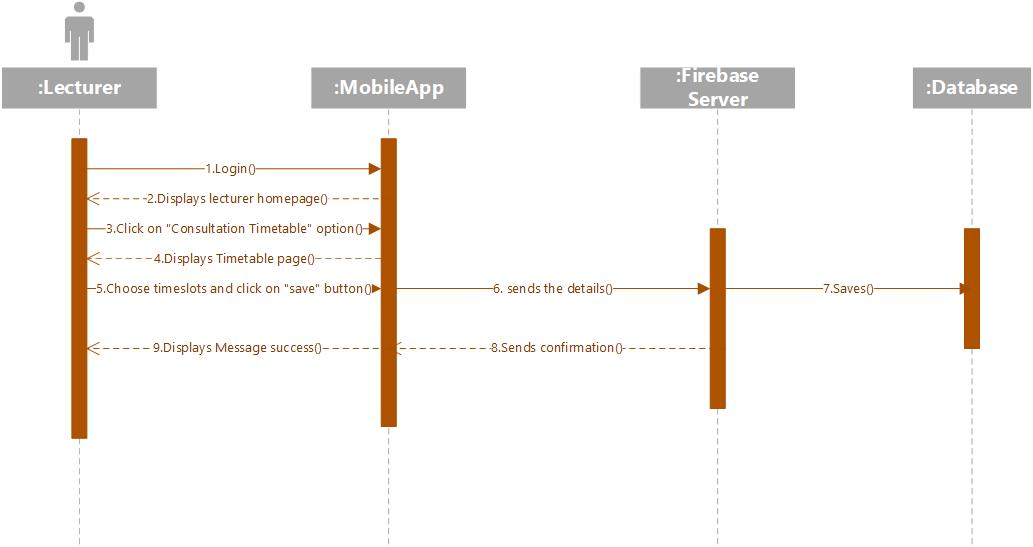 :Lecturer
:MobileApp
:Firebase
Server
:Database
1.Login()
2.Displays lecturer homepage()
3.Click on "Consultation Timetable" option()
4.Displays Timetable page()
5.Choose timeslots and click on "save" button()
6. sends the details()
7.Saves()
9.Displays Message success()
8.Sends confirmation()